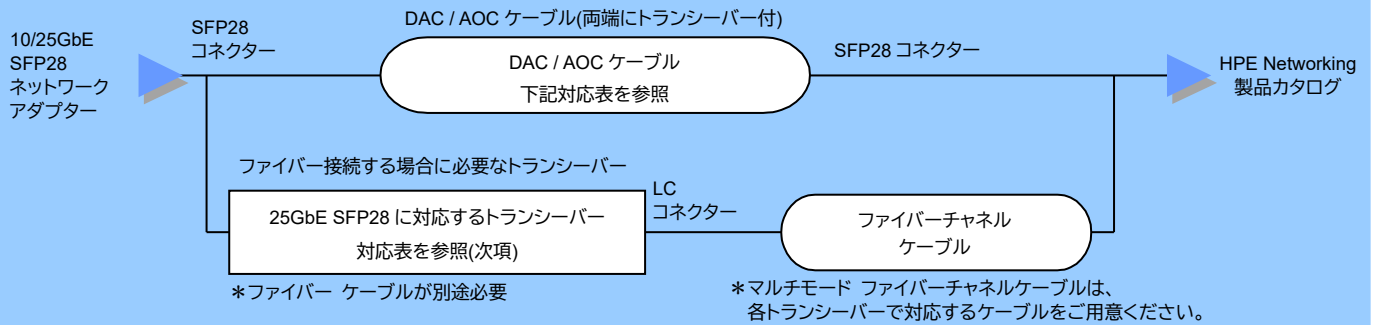 10/25GbE
SFP28
ネットワーク
アダプター
SFP28
コネクター
DAC / AOC ケーブル(両端にトランシーバー付)
DAC / AOC ケーブル
下記対応表を参照
SFP28 コネクター
HPE Networking
製品カタログ
ファイバー接続する場合に必要なトランシーバー
25GbE SFP28 に対応するトランシーバー
対応表を参照(次項)
＊ファイバー ケーブルが別途必要
LC
コネクター
ファイバーチャネル
ケーブル
＊マルチモード ファイバーチャネルケーブルは、
各トランシーバーで対応するケーブルをご用意ください。